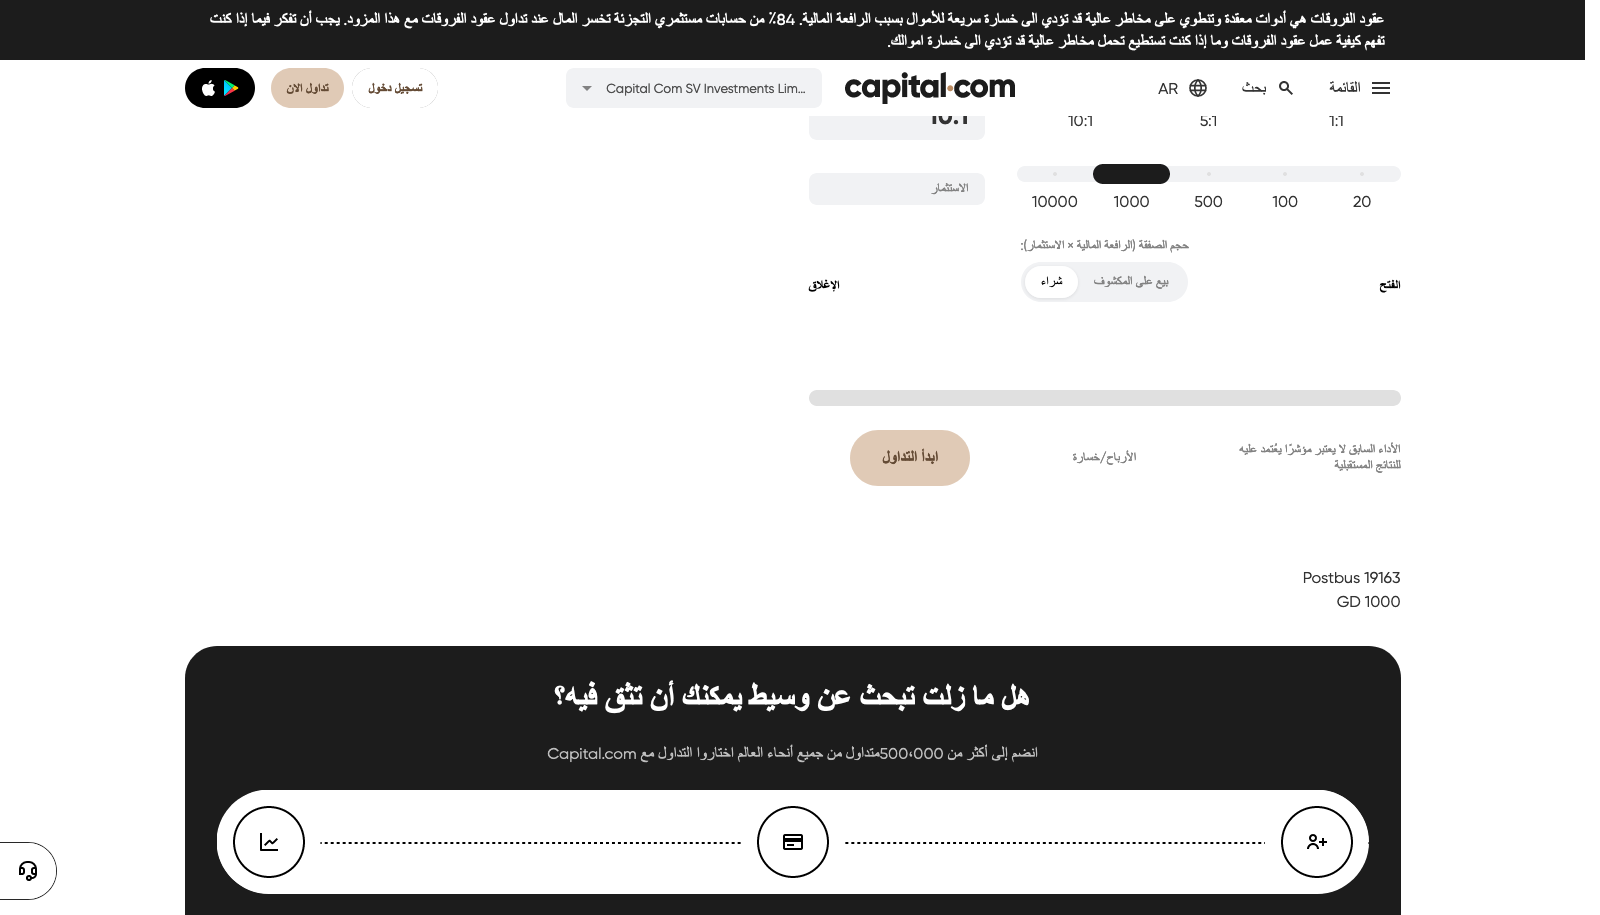 عقود الفروقات هي أدوات معقدة وتنطوي على مخاطر عالية قد تؤدي الى خسارة سريعة للأموال بسبب الرافعة المالية. 84٪ من حسابات مستثمري التجزئة تخسر المال عند تداول عقود الفروقات مع هذا المزود. يجب أن تفكر فيما إذا كنت
تفهم كيفية عمل عقود الفروقات وما إذا كنت تستطيع تحمل مخاطر عالية قد تؤدي الى خسارة اموالك.
القائمة
بحث
AR
capital.com
Capital Com SV Investments Lim...
تسجيل دخول
تداول الان
1:1
5:1
10:1
10:1
20
100
500
1000
10000
الاستثمار
حجم الصفقة (الرافعة المالية × الاستثمار):
الفتح
بيع على المكشوف
شراء
الإغلاق
الأداء السابق لا يعتبر مؤشرًا يعُتمد عليه
للنتائج المستقبلية
الأرباح/خسارة
ابدأ التداول
Postbus 19163
GD 1000
هل ما زلت تبحث عن وسيط يمكنك أن تثق فيه؟
انضم إلى أكثر من 500،000متداول من جميع أنحاء العالم اختاروا التداول مع Capital.com